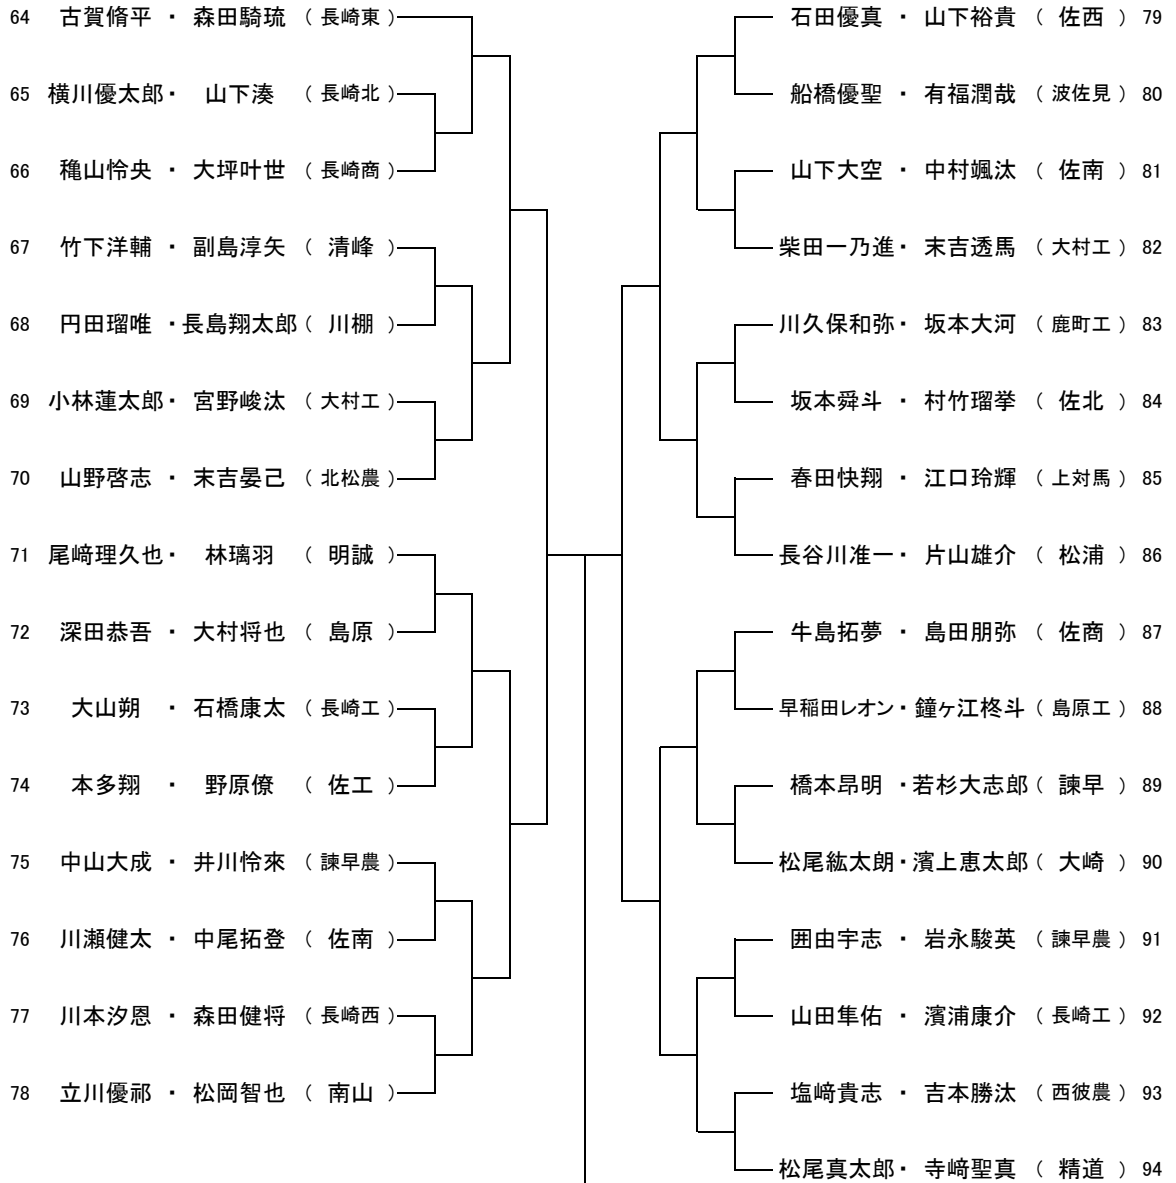 64 古賀脩平 ・ 森田騎琉 （ 長崎東 ）
65 横川優太郎・ 山下湊 （ 長崎北 ）
66 穐山怜央 ・ 大坪叶世 （ 長崎商 ）
67 竹下洋輔 ・ 副島淳矢 （ 清峰 ）
68 円田瑠唯 ・長島翔太郎（ 川棚 ）
69 小林蓮太郎・ 宮野峻汰 （ 大村工 ）
70 山野啓志 ・ 末吉晏己 （ 北松農 ）
71 尾﨑理久也・ 林璃羽 （ 明誠 ）
72 深田恭吾 ・ 大村将也 （ 島原 ）
73 大山朔 ・ 石橋康太 （ 長崎工 ）
74 本多翔 ・ 野原僚 （ 佐工 ）
75 中山大成 ・ 井川怜來 （ 諫早農 ）
76 川瀬健太 ・ 中尾拓登 （ 佐南 ）
77 川本汐恩 ・ 森田健将 （ 長崎西 ）
78 立川優祁 ・ 松岡智也 （ 南山 ）
石田優真 ・ 山下裕貴 （ 佐西 ） 79
船橋優聖 ・ 有福潤哉 （ 波佐見 ） 80
山下大空 ・ 中村颯汰 （ 佐南 ） 81
柴田一乃進・ 末吉透馬 （ 大村工 ） 82
川久保和弥・ 坂本大河 （ 鹿町工 ） 83
坂本舜斗 ・ 村竹瑠挙 （ 佐北 ） 84
春田快翔 ・ 江口玲輝 （ 上対馬 ） 85
長谷川准一・ 片山雄介 （ 松浦 ） 86
牛島拓夢 ・ 島田朋弥 （ 佐商 ） 87
早稲田レオン・ 鐘ヶ江柊斗 （ 島原工 ） 88
橋本昂明 ・若杉大志郎（ 諫早 ） 89
松尾紘太朗・濱上恵太郎（ 大崎 ） 90
囲由宇志 ・ 岩永駿英 （ 諫早農 ） 91
山田隼佑 ・ 濱浦康介 （ 長崎工 ） 92
塩﨑貴志 ・ 吉本勝汰 （ 西彼農 ） 93
松尾真太郎・ 寺﨑聖真 （ 精道 ） 94